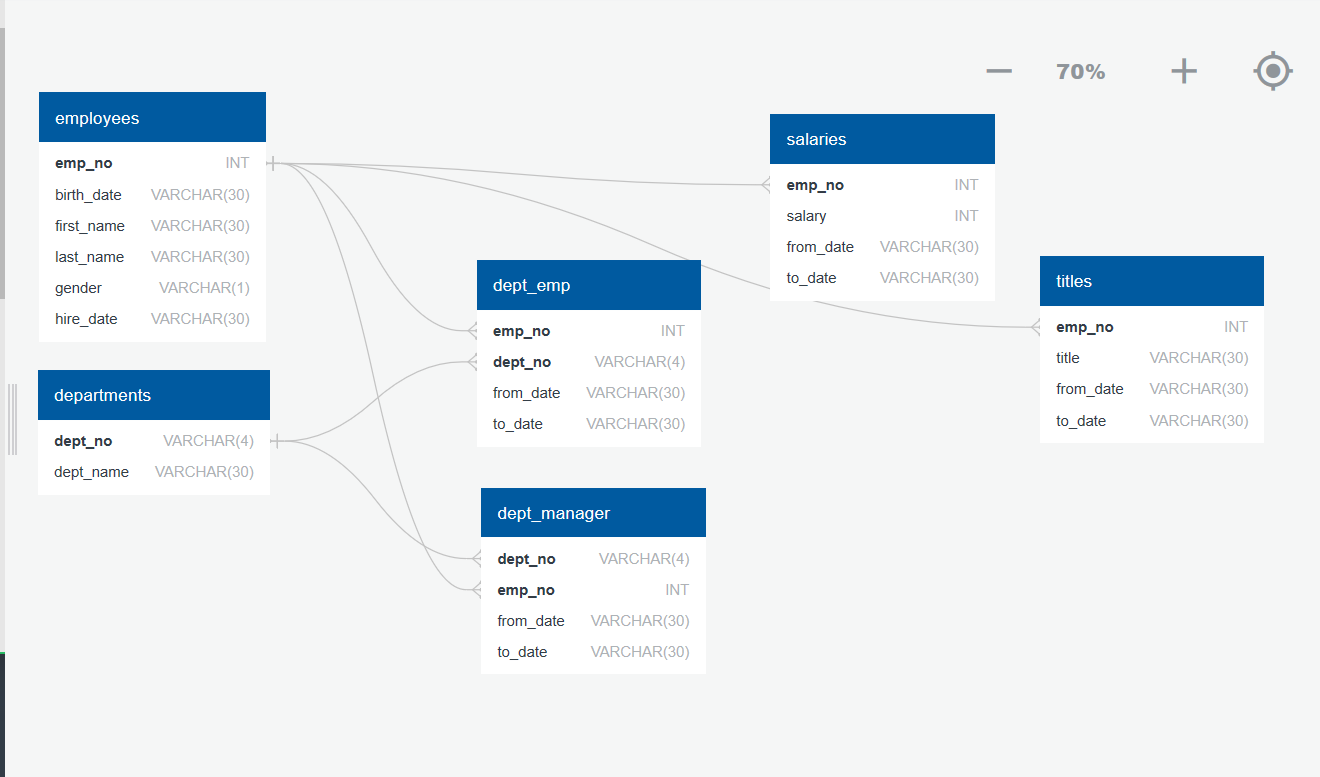 70%
employees
emp_no INT
birth_date VARCHAR(30)
first_name VARCHAR(30)
last_name VARCHAR(30)
gender VARCHAR(1)
hire_date VARCHAR(30)
departments
dept_no VARCHAR(4)
dept_name VARCHAR(30)
dept_emp
emp_no INT
dept_no VARCHAR(4)
from_date VARCHAR(30)
to_date VARCHAR(30)
dept_manager
dept_no VARCHAR(4)
emp_no INT
from_date VARCHAR(30)
to_date VARCHAR(30)
salaries
emp_no INT
salary INT
from_date VARCHAR(30)
to_date VARCHAR(30)
titles
emp_no INT
title VARCHAR(30)
from_date VARCHAR(30)
to_date VARCHAR(30)